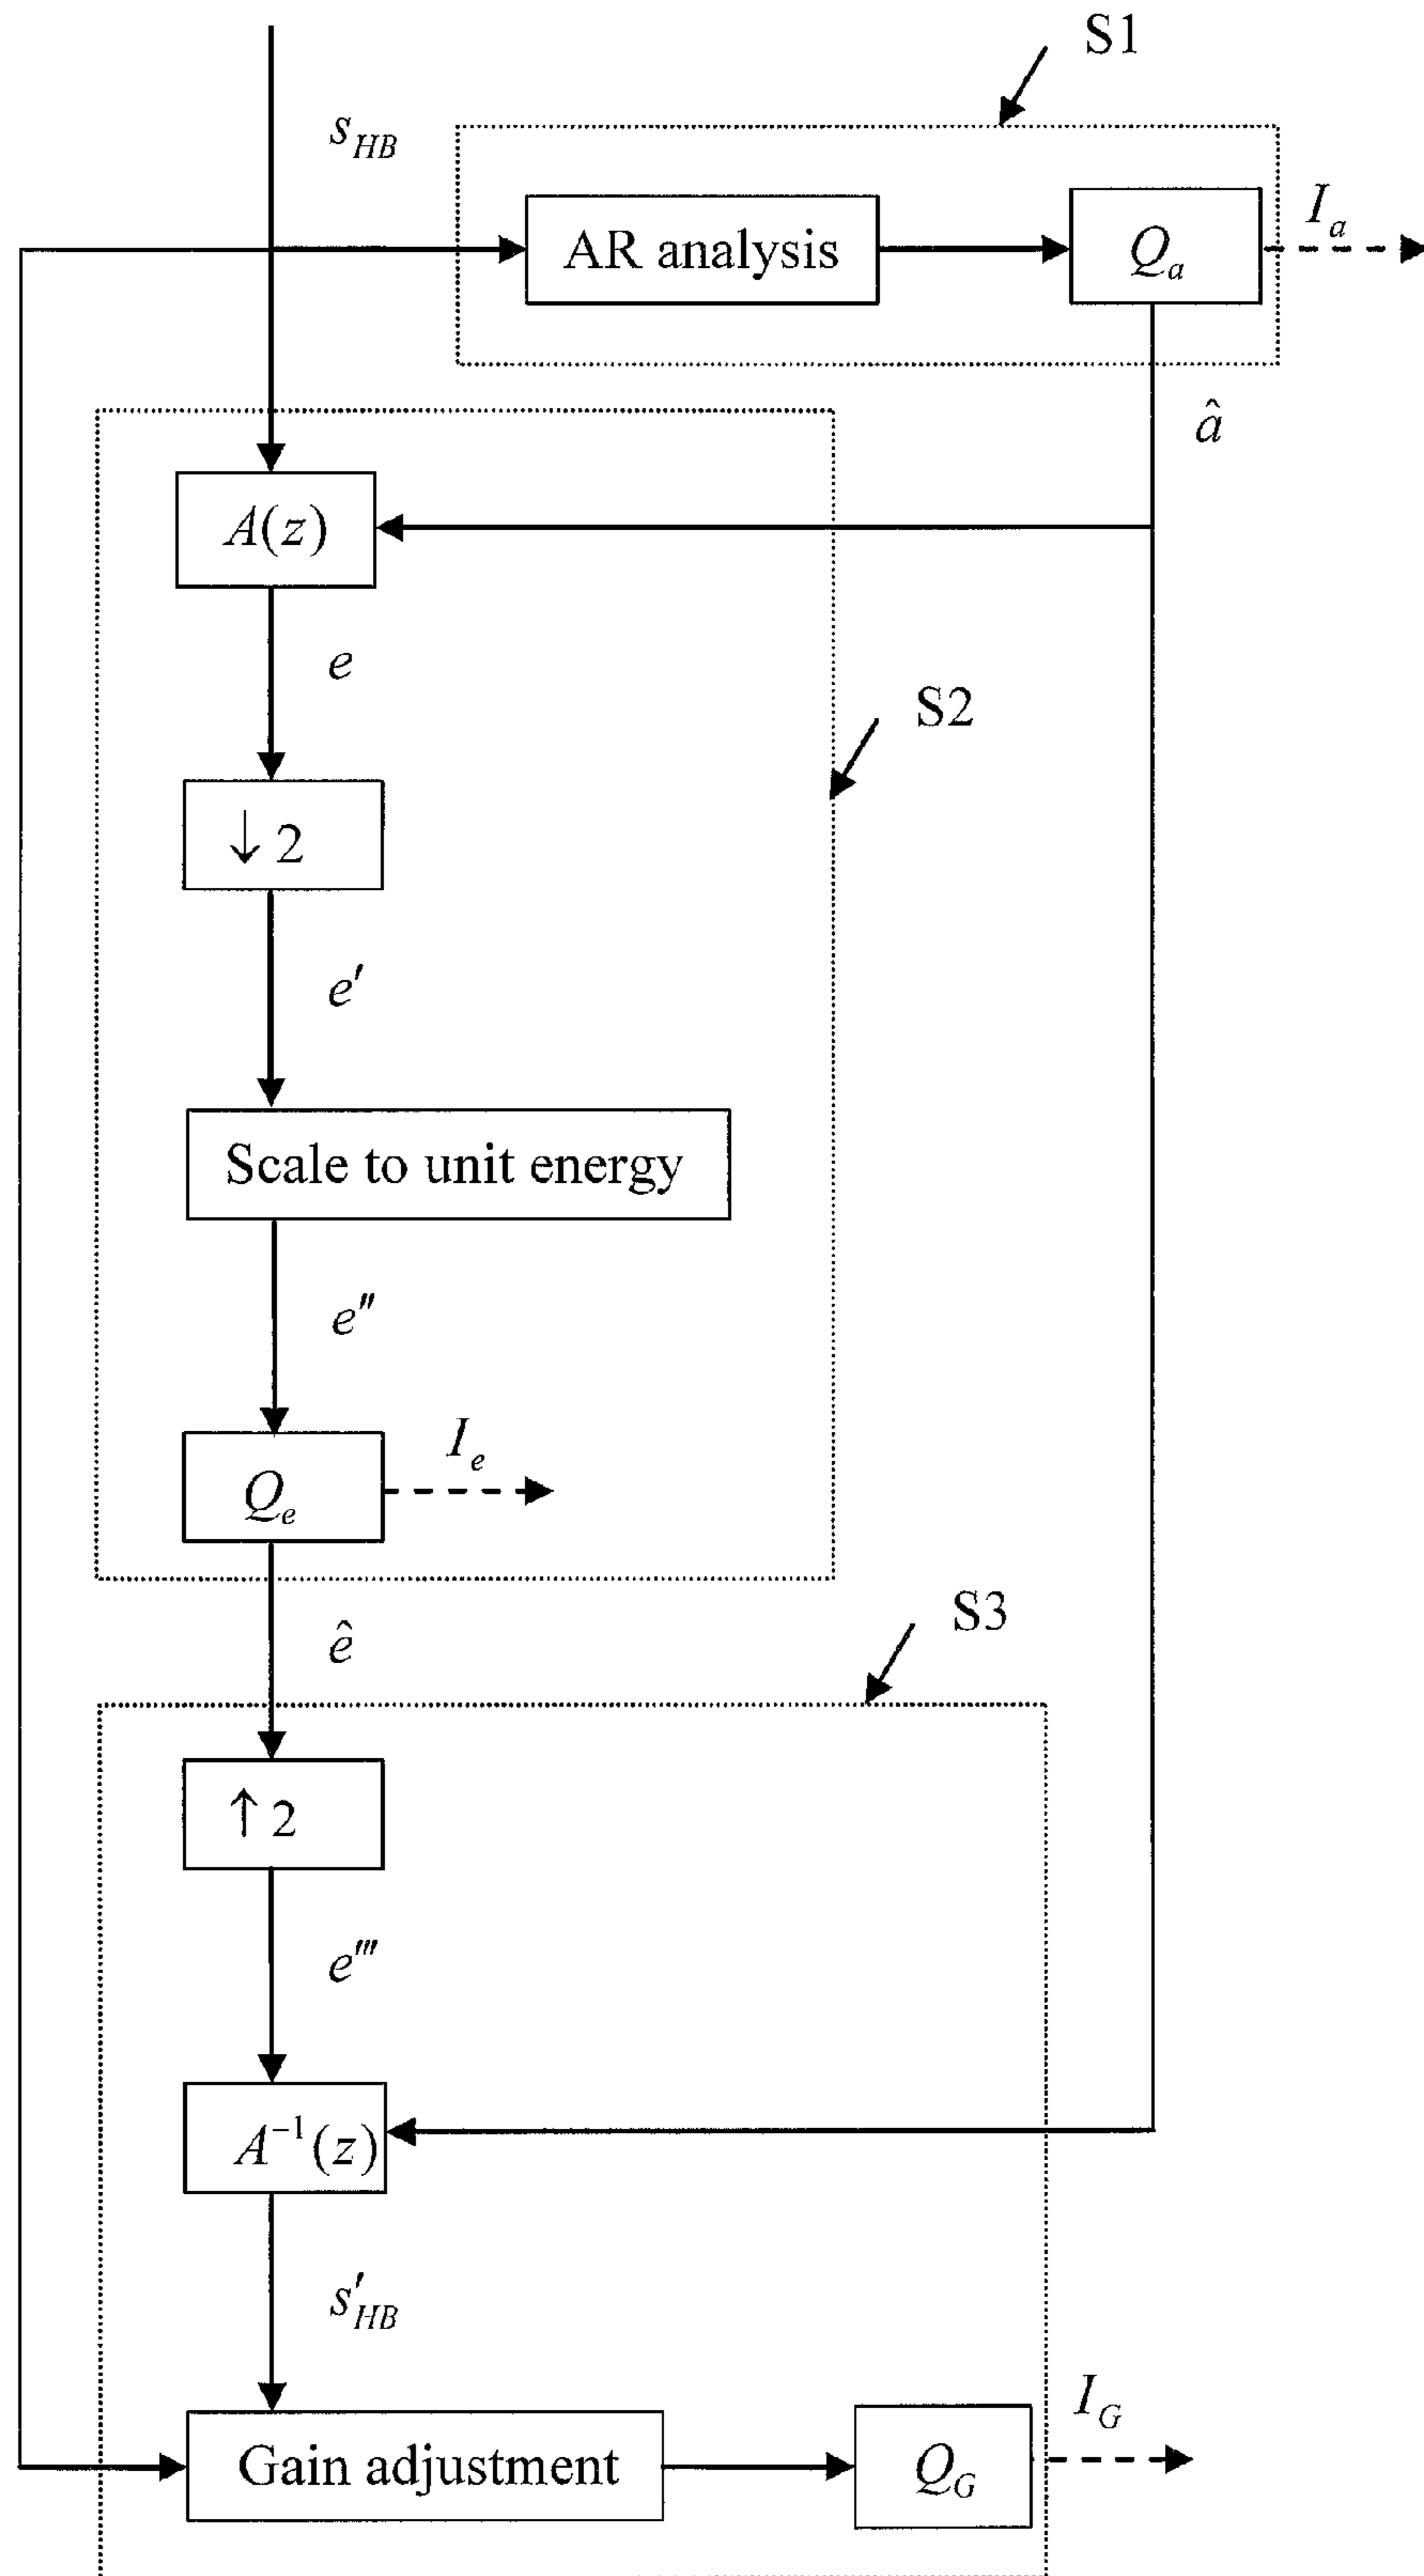 S1
s_HB
AR analysis
Q_a
I_a
â
A(z)
e
S2
↓2
e′
Scale to unit energy
e″
Q_e
I_e
ê
S3
↑2
e‴
A⁻¹(z)
s′_HB
Gain adjustment
Q_G
I_G